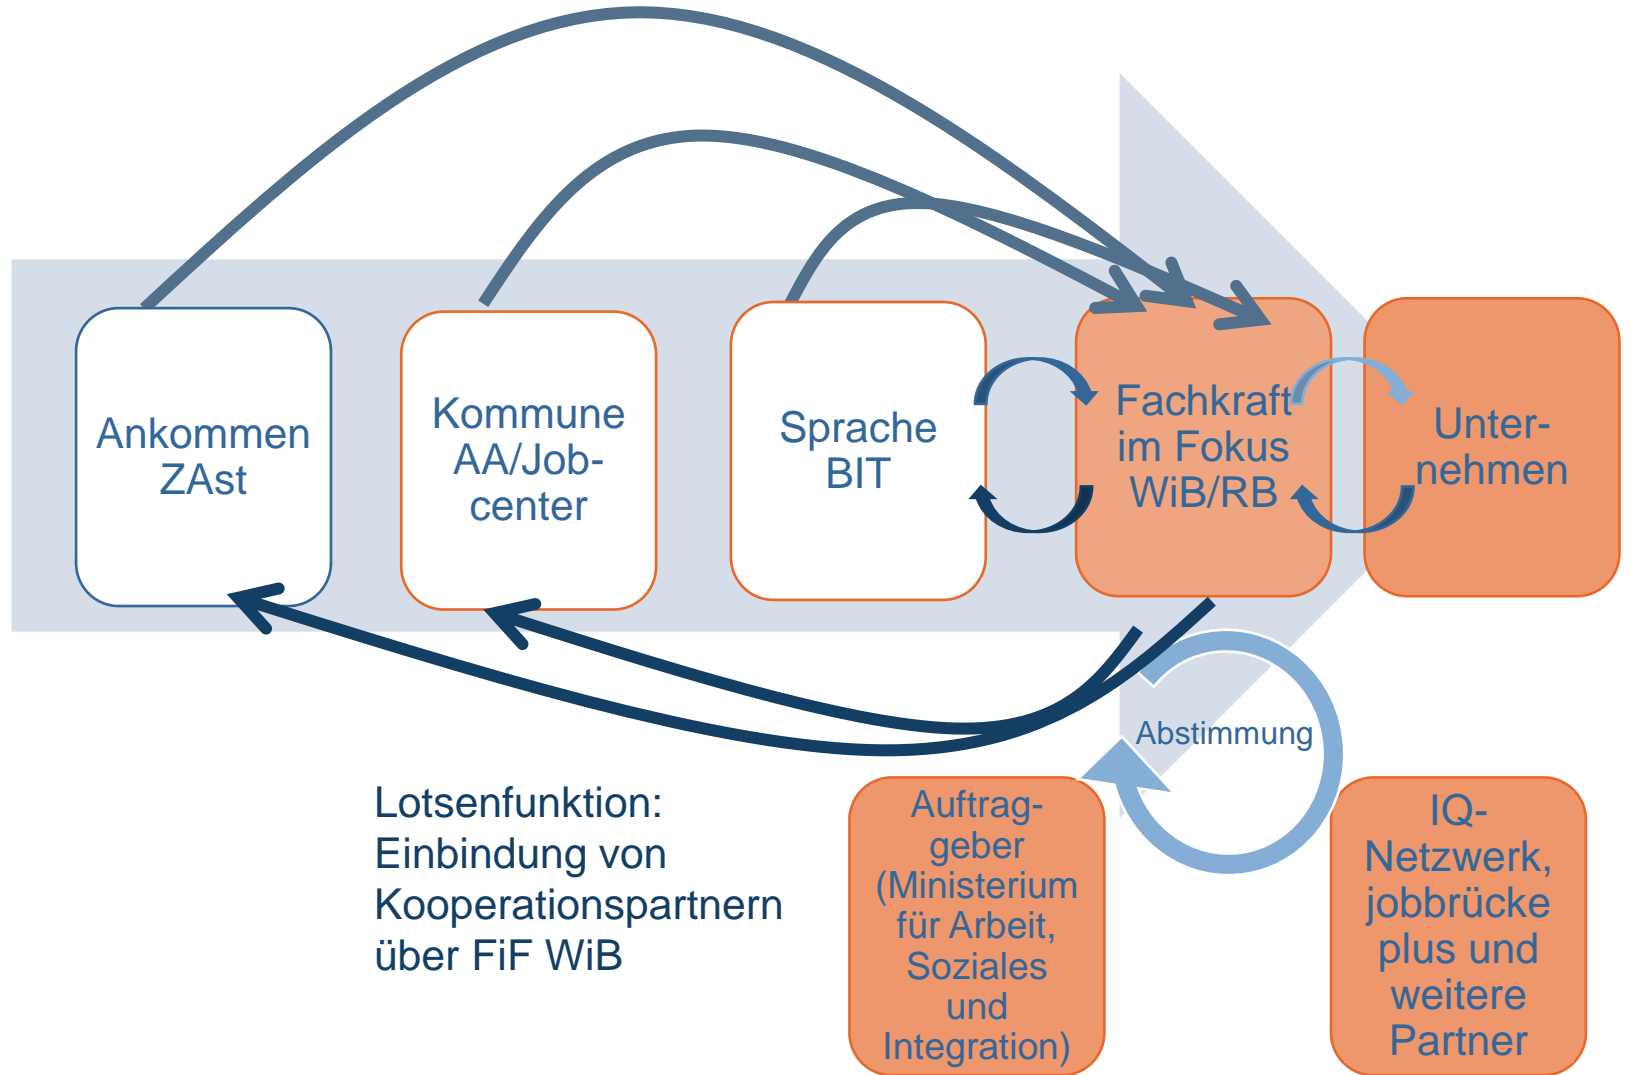 Ankommen
ZAst
Kommune
AA/Job-
center
Sprache
BIT
Fachkraft
im Fokus
WiB/RB
Unter-
nehmen
Abstimmung
Lotsenfunktion:
Einbindung von
Kooperationspartnern
über FiF WiB
Auftrag-
geber
(Ministerium
für Arbeit,
Soziales
und
Integration)
IQ-
Netzwerk,
jobbrücke
plus und
weitere
Partner